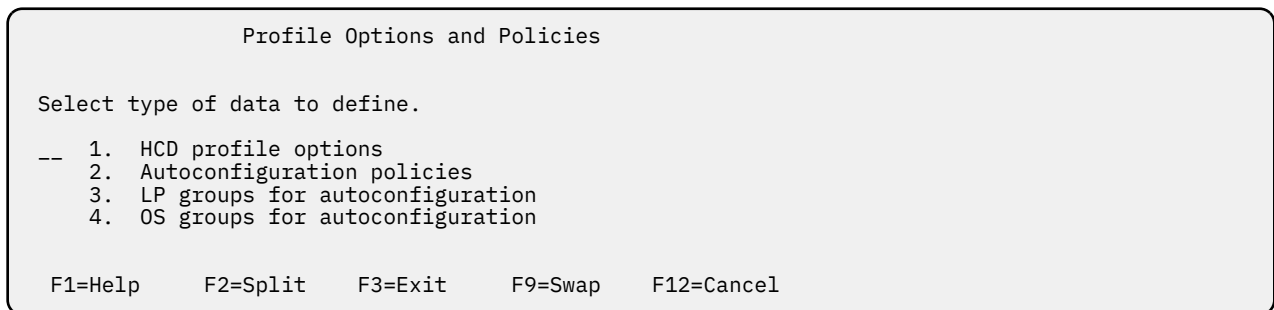 Profile Options and Policies
Select type of data to define.
__ 1. HCD profile options
2. Autoconfiguration policies
3. LP groups for autoconfiguration
4. OS groups for autoconfiguration
F1=Help F2=Split F3=Exit F9=Swap F12=Cancel